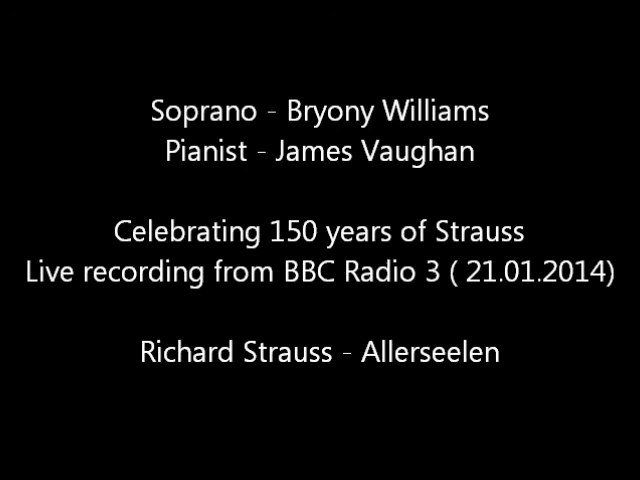 Soprano - Bryony Williams
Pianist - James Vaughan
Celebrating 150 years of Strauss
Live recording from BBC Radio 3 ( 21.01.2014)
Richard Strauss - Allerseelen